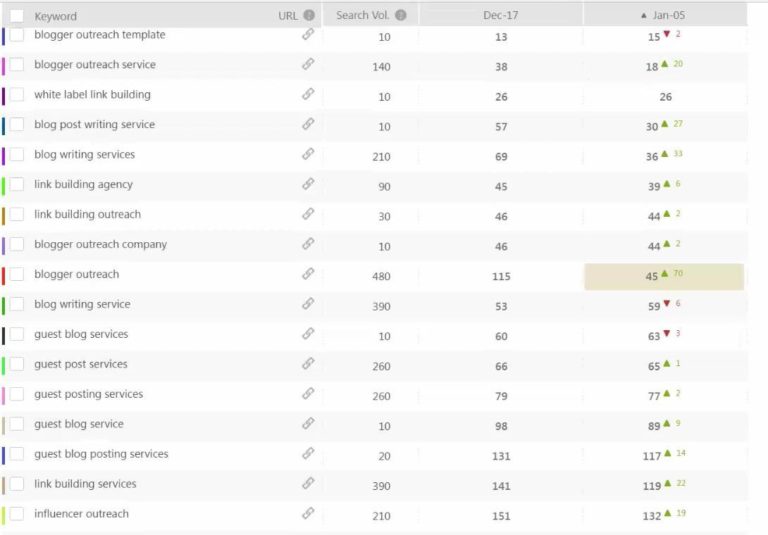 Keyword URL Search Vol. Dec-17 ▲ Jan-05
blogger outreach template 10 13 15 ▼ 2
blogger outreach service 140 38 18 ▲ 20
white label link building 10 26 26
blog post writing service 10 57 30 ▲ 27
blog writing services 210 69 36 ▲ 33
link building agency 90 45 39 ▲ 6
link building outreach 30 46 44 ▲ 2
blogger outreach company 10 46 44 ▲ 2
blogger outreach 480 115 45 ▲ 70
blog writing service 390 53 59 ▼ 6
guest blog services 10 60 63 ▼ 3
guest post services 260 66 65 ▲ 1
guest posting services 260 79 77 ▲ 2
guest blog service 10 98 89 ▲ 9
guest blog posting services 20 131 117 ▲ 14
link building services 390 141 119 ▲ 22
influencer outreach 210 151 132 ▲ 19